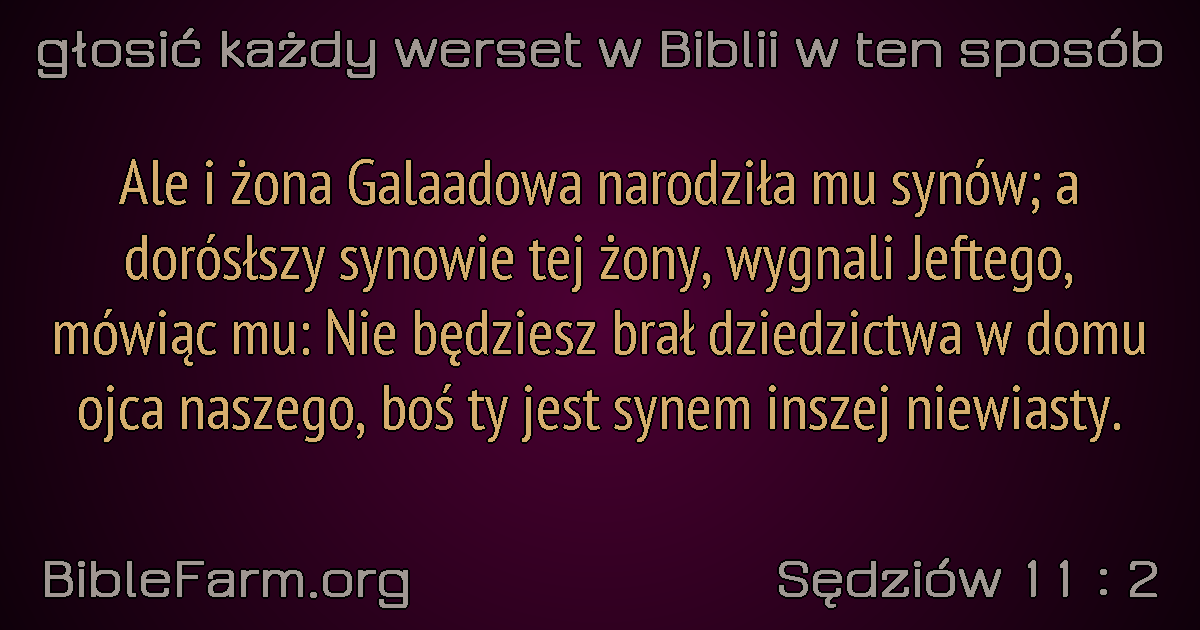 głosić każdy werset w Biblii w ten sposób
Ale i żona Galaadowa narodziła mu synów; a
dorósłszy synowie tej żony, wygnali Jeftego,
mówiąc mu: Nie będziesz brał dziedzictwa w domu
ojca naszego, boś ty jest synem inszej niewiasty.
BibleFarm.org
Sędziów 11 : 2